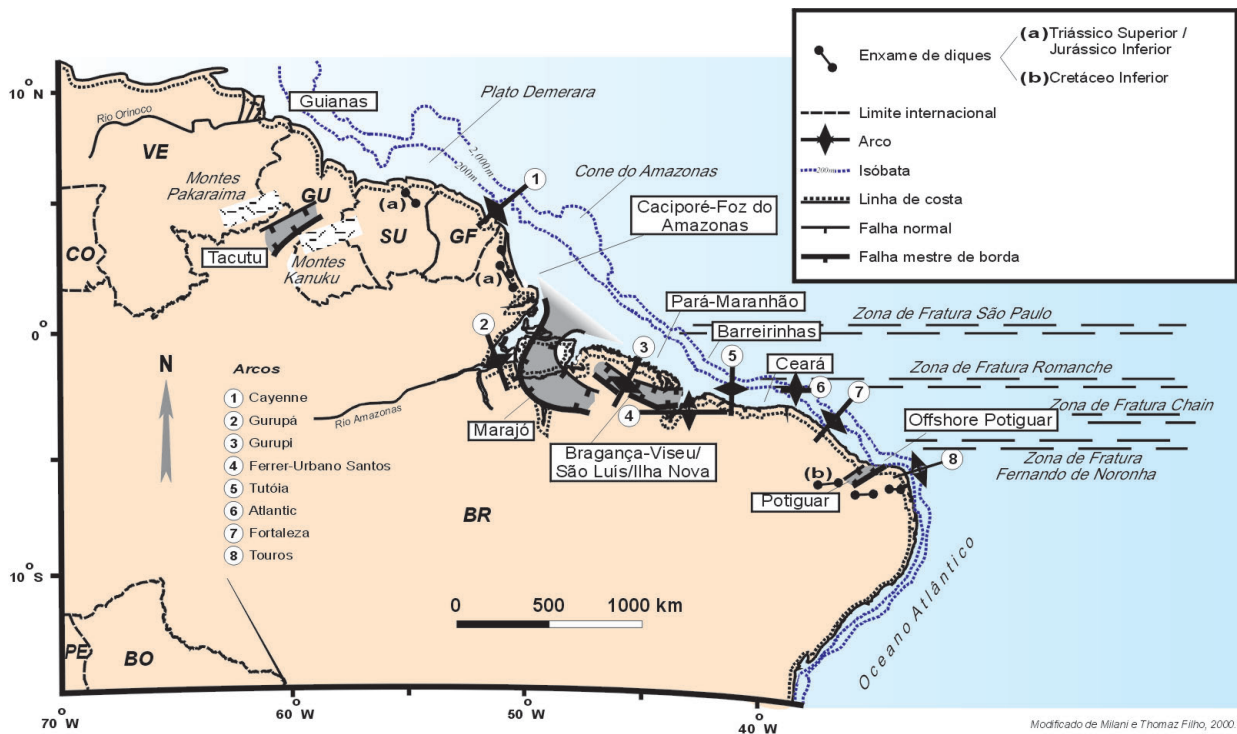 (a) Triássico Superior /
Jurássico Inferior
Enxame de diques
(b) Cretáceo Inferior
Limite internacional
Arco
200m
Isóbata
Linha de costa
Falha normal
Falha mestre de borda
10°N
0
10°S
70°W
60°W
50°W
40°W
Guianas
Plato Demerara
Rio Orinoco
2,000m
200m
VE
Cone do Amazonas
1
Montes
Pakaraima
GU
(a)
Caciporé-Foz do
Amazonas
CO
Tacutu
Montes
Kanuku
SU
GF
(a)
Pará-Maranhão
Zona de Fratura São Paulo
Barreirinhas
2
3
5
Ceará
6
7
Zona de Fratura Romanche
N
Arcos
1 Cayenne
2 Gurupá
3 Gurupi
4 Ferrer-Urbano Santos
5 Tutóia
6 Atlantic
7 Fortaleza
8 Touros
Rio Amazonas
Marajó
4
Bragança-Viseu/
São Luís/Ilha Nova
Zona de Fratura Chain
Offshore Potiguar
8
Zona de Fratura
Fernando de Noronha
(b)
Potiguar
BR
0 500 1000 km
PE
BO
Oceano Atlântico
Modificado de Milani e Thomaz Filho, 2000.